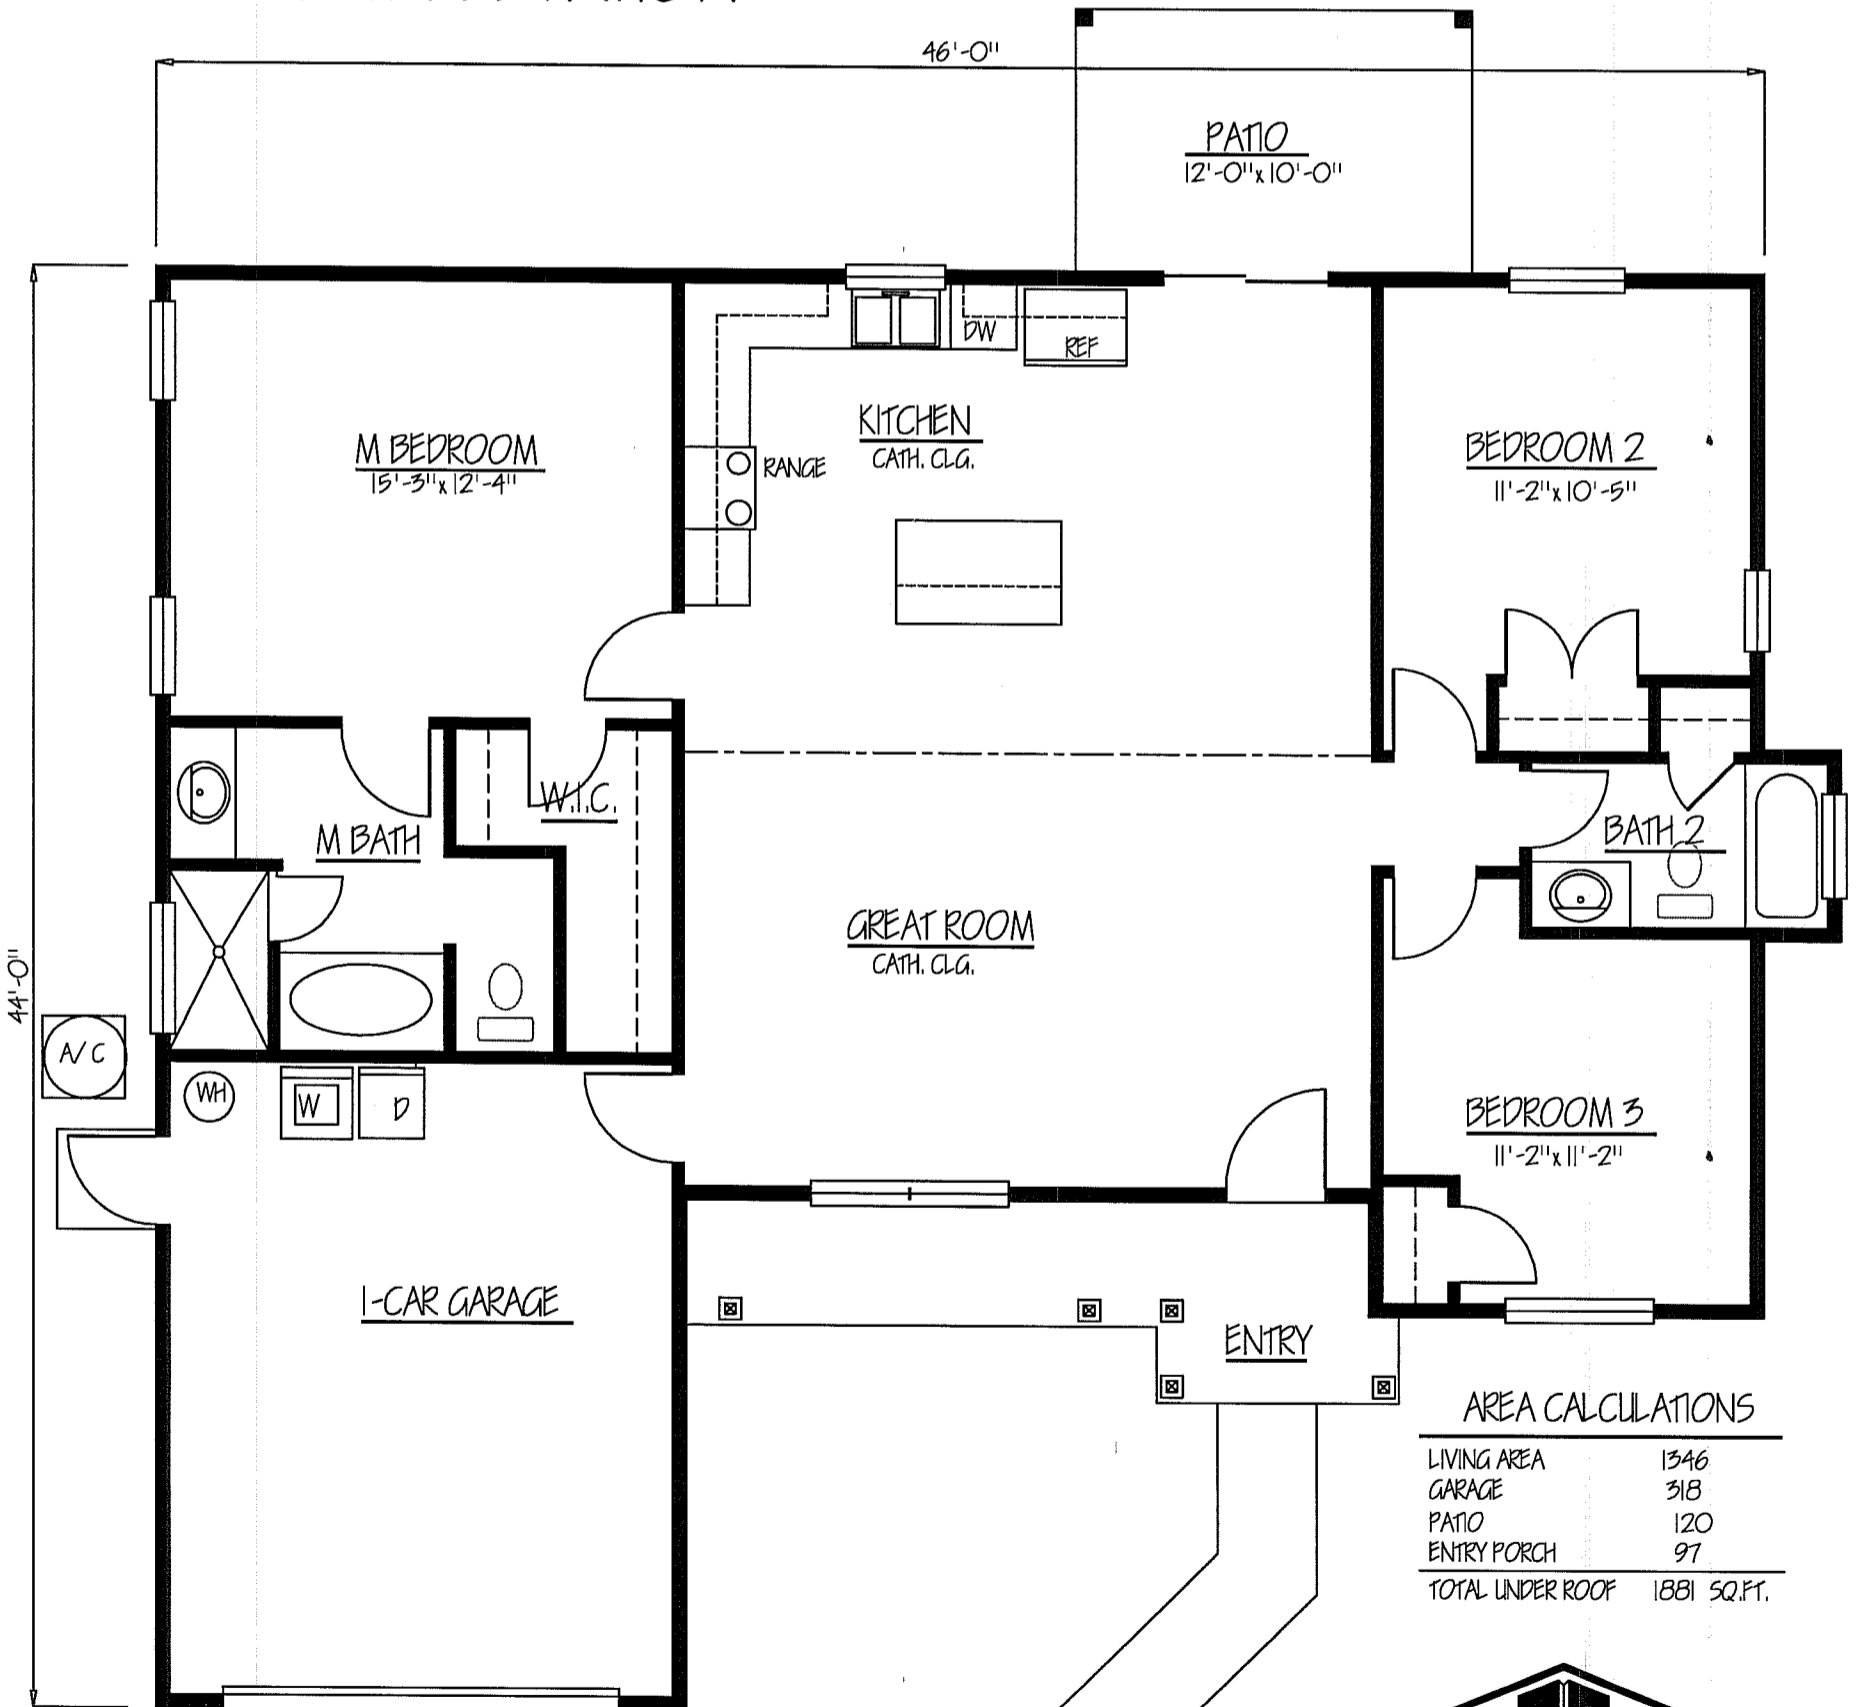 46'-0"
PATIO
12'-0"x10'-0"
DW
REF
KITCHEN
CATH. CLG.
RANGE
M BEDROOM
15'-3"x12'-4"
BEDROOM 2
11'-2"x10'-5"
W.I.C.
M BATH
BATH 2
GREAT ROOM
CATH. CLG.
44'-0"
A/C
WH
W
D
BEDROOM 3
11'-2"x11'-2"
1-CAR GARAGE
ENTRY
AREA CALCULATIONS
LIVING AREA 1346
GARAGE 318
PATIO 120
ENTRY PORCH 97
TOTAL UNDER ROOF 1881 SQ.FT.